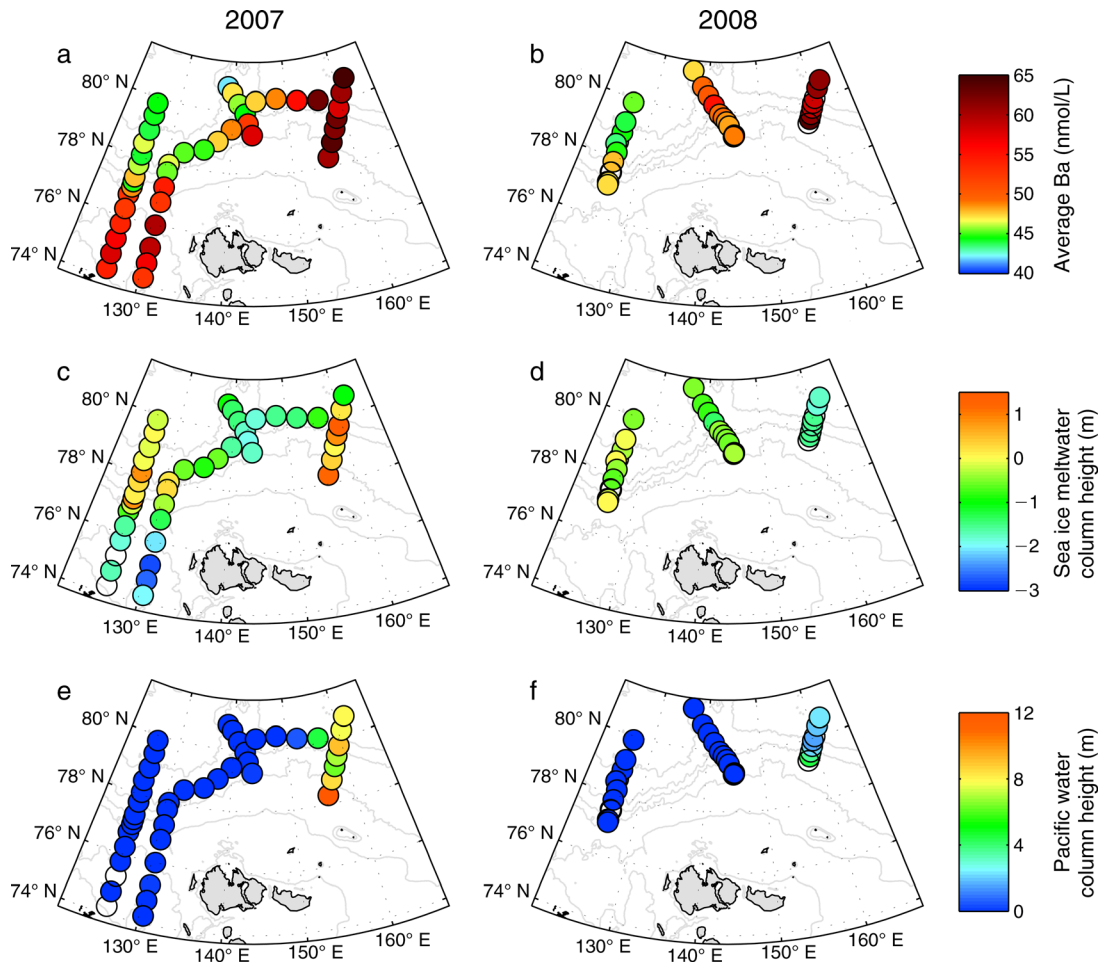 2007
2008
a
80° N
78° N
76° N
74° N
130° E
140° E
150° E
160° E
b
80° N
78° N
76° N
74° N
130° E
140° E
150° E
160° E
65
60
55
50
45
40
Average Ba (nmol/L)
c
80° N
78° N
76° N
74° N
130° E
140° E
150° E
160° E
d
80° N
78° N
76° N
74° N
130° E
140° E
150° E
160° E
1
0
−1
−2
−3
Sea ice meltwater
column height (m)
e
80° N
78° N
76° N
74° N
130° E
140° E
150° E
160° E
f
80° N
78° N
76° N
74° N
130° E
140° E
150° E
160° E
12
8
4
0
Pacific water
column height (m)